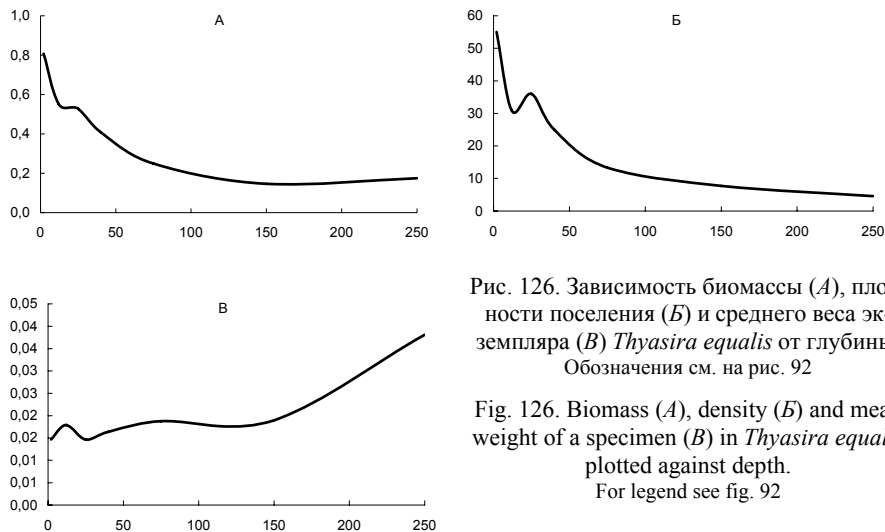 А
1,0
0,8
0,6
0,4
0,2
0,0
0 50 100 150 200 250
Б
60
50
40
30
20
10
0
0 50 100 150 200 250
В
0,05
0,04
0,04
0,03
0,03
0,02
0,02
0,01
0,01
0,00
0 50 100 150 200 250
Рис. 126. Зависимость биомассы (А), пло
ности поселения (Б) и среднего веса эк-
земпляра (В) Thyasira equalis от глубины
Обозначения см. на рис. 92
Fig. 126. Biomass (А), density (Б) and mea
weight of a specimen (В) in Thyasira equal
plotted against depth.
For legend see fig. 92